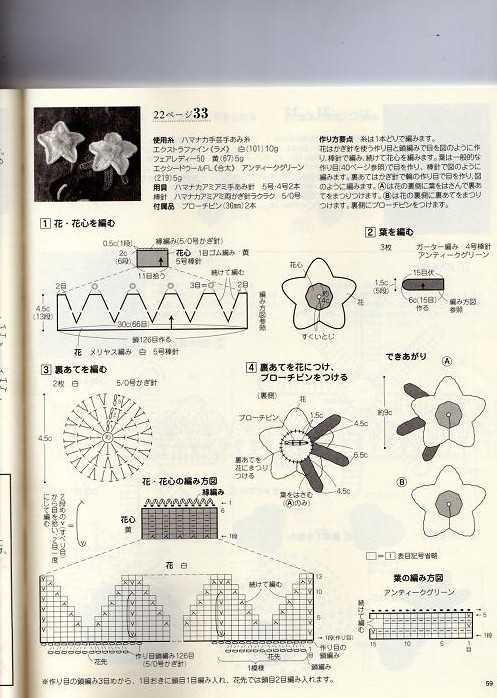 22ページ33
使用糸 ハマナカ手芸手あみ糸
エクストラファイン〈ラメ〉 白(101)10g
フェアレディー50 黄(67)5g
エクシードウールFL《合太》 アンティークグリーン
(219)5g
用具 ハマナカアミアミ手あみ針 5号・4号2本
棒針 ハマナカアミアミ両かぎ針ラクラク 5/0号
付属品 ブローチピン(30mm)2本
作り方要点 糸は1本どりで編みます。
花はかぎ針を使う作り目と鎖編みで目を図のように作
り、棒針で編み、続けて花心を編みます。葉は一般的な
作り目(40ページ参照)で目を作り、棒針で図のように
編みます。裏あてはかぎ針で輪の作り目で目を作り、図
のように編みます。Ⓐは花の裏側に葉をはさんで裏あ
てをまつりつけます。Ⓑは花の裏側に裏あてをまつり
つけます。裏側にブローチピンをつけます。
1 花・花心を編む
0.5c(1段)
縁編み(5/0号かぎ針)
2c
(6段)
花心 1目ゴム編み 黄
5号棒針
11目拾う
続けて編む
2目
3目=
2目
4.5c
(13段)
編み方図
参照
30c(66目)
鎖126目作る
花 メリヤス編み 白 5号棒針
花心
約
4c
花
すくいとじ
2 葉を編む
3枚 ガーター編み 4号棒針
アンティークグリーン
15目伏
1.5c
(5段)
6c(15目)
作る
編み方図
参照
3 裏あてを編む
2枚 白 5/0号かぎ針
4.5c
2段めのVすべり目
から目を拾い、2目一度
にして編む
4 裏あてを花につけ、
ブローチピンをつける
(裏側)
花
ブローチピン
1.5c
4.5c
5.5c
4.5c
裏あてを
花にまつり
つける
葉をはさむ
(Ⓐのみ)
できあがり
Ⓐ
約9c
Ⓑ
花・花心の編み方図
縁編み
←1
6
花心
黄
←1段
花 白
続けて編む
13
10
5
←1段(作り目)
作り目の
鎖編み
花先
作り目鎖編み126目
(5/0号かぎ針)
花先
1模様
鎖編み
□=│ 表目記号省略
葉の編み方図
アンティークグリーン
続けて
編む
5
←1段
15
10
5
1
目
※作り目の鎖編み3目めから、1目おきに鎖目1目編み入れ、花先では鎖目2目編み入れます。
59